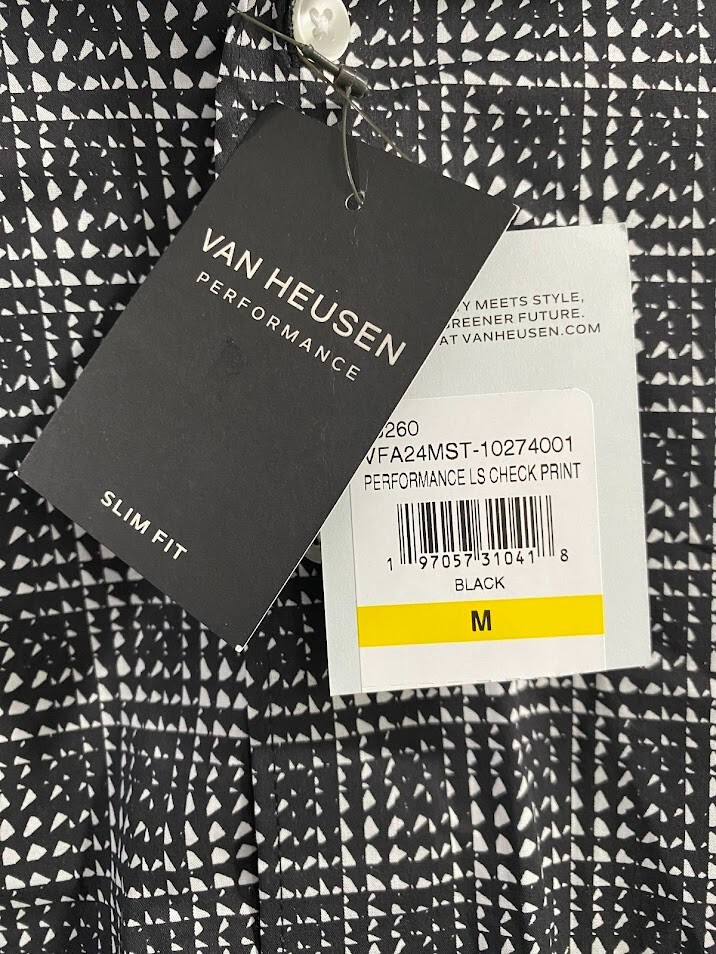 VAN HEUSEN
PERFORMANCE
SLIM FIT
MEETS STYLE,
FUTURE.
AT VANHEUSEN.COM
260
VFA24MST-10274001
PERFORMANCE LS CHECK PRINT
1 97057 31041 8
BLACK
M